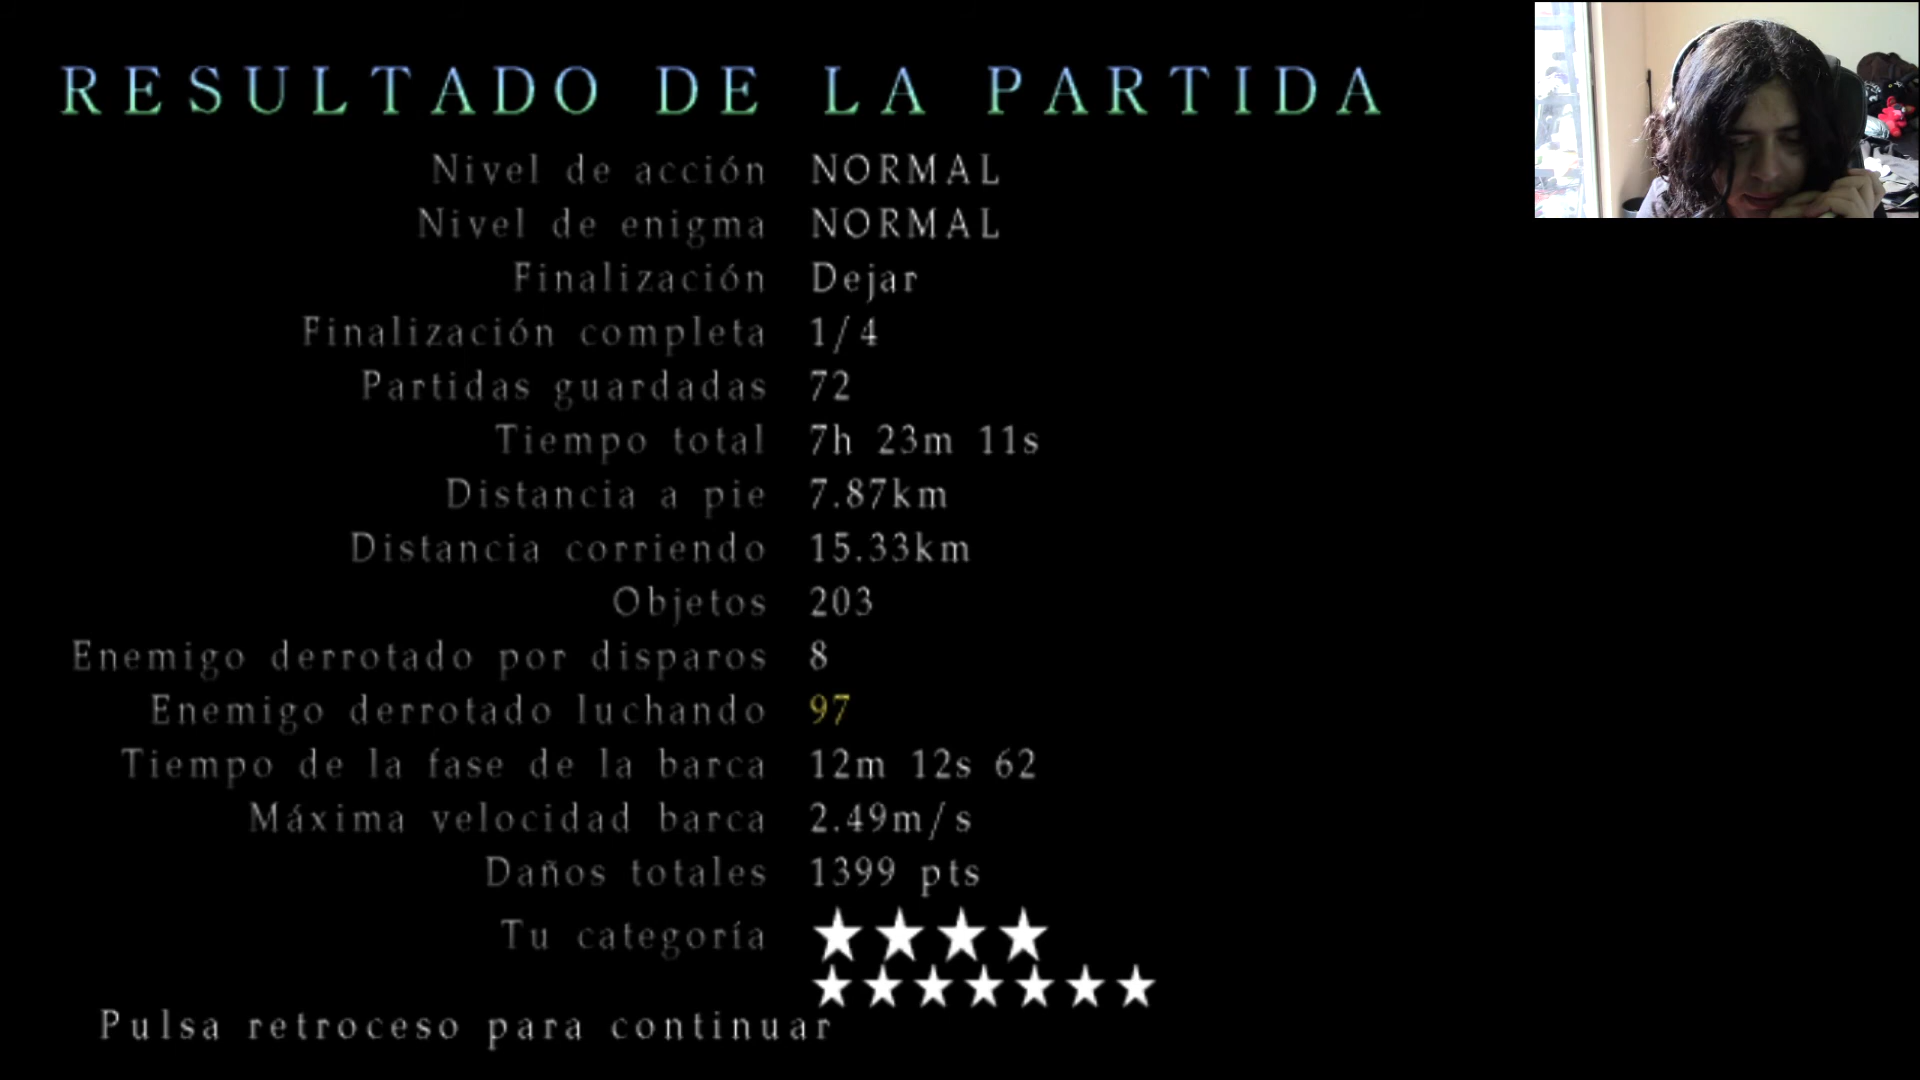 RESULTADO DE LA PARTIDA
Nivel de acción NORMAL
Nivel de enigma NORMAL
Finalización Dejar
Finalización completa 1/4
Partidas guardadas 72
Tiempo total 7h 23m 11s
Distancia a pie 7.87km
Distancia corriendo 15.33km
Objetos 203
Enemigo derrotado por disparos 8
Enemigo derrotado luchando 97
Tiempo de la fase de la barca 12m 12s 62
Máxima velocidad barca 2.49m/s
Daños totales 1399 pts
Tu categoría ★★★★
★★★★★★★
Pulsa retroceso para continuar